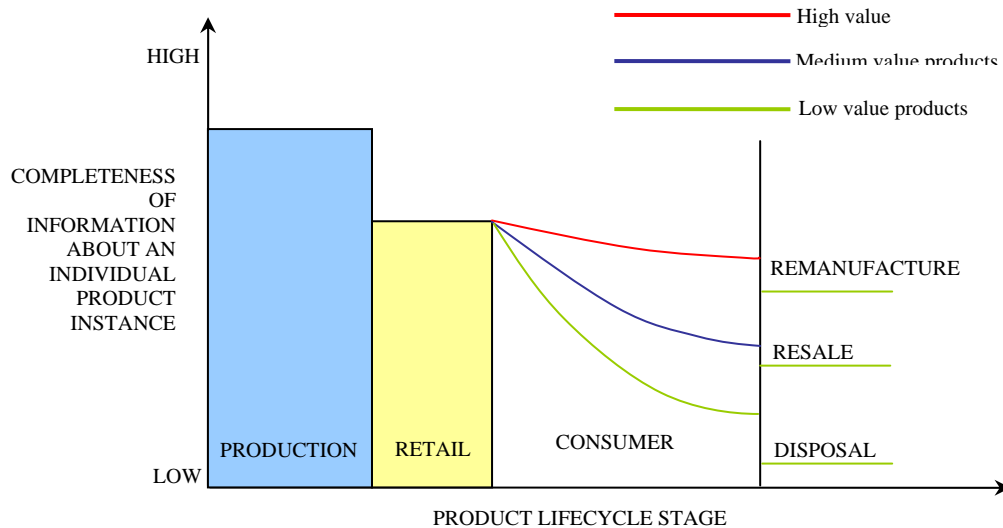 High value
HIGH
Medium value products
Low value products
COMPLETENESS
OF
INFORMATION
ABOUT AN
INDIVIDUAL
PRODUCT
INSTANCE
REMANUFACTURE
RESALE
PRODUCTION
RETAIL
CONSUMER
DISPOSAL
LOW
PRODUCT LIFECYCLE STAGE